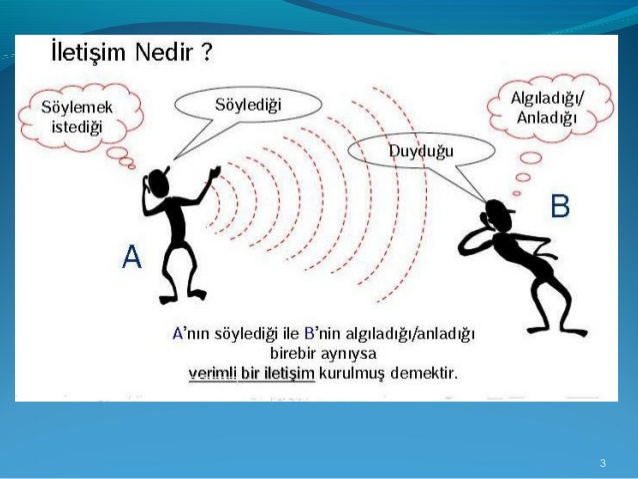 İletişim Nedir ?
Söylemek
istediği
Söylediği
Algıladığı/
Anladığı
Duyduğu
A
B
A’nın söylediği ile B’nin algıladığı/anladığı
birebir aynıysa
verimli bir iletişim kurulmuş demektir.
3